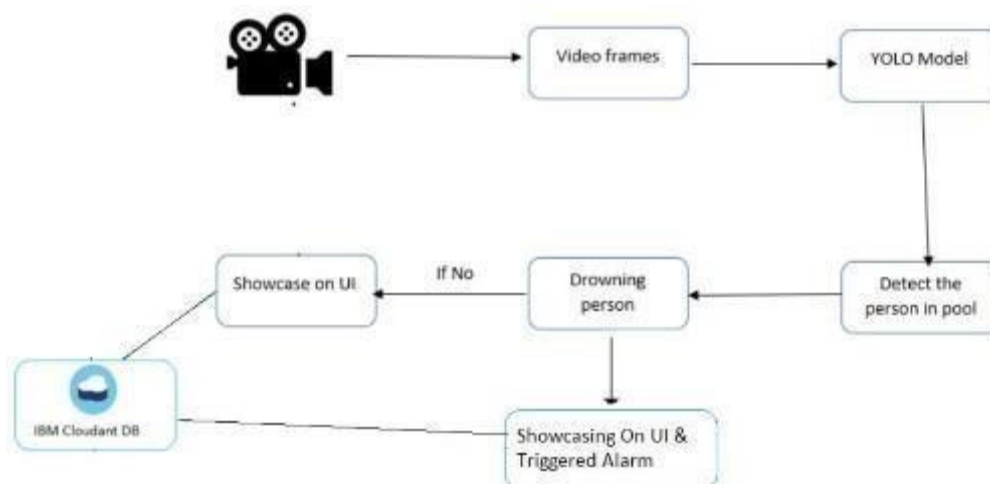 Video frames
YOLO Model
Detect the
person in pool
Drowning
person
If No
Showcase on UI
IBM Cloudant DB
Showcasing On UI &
Triggered Alarm